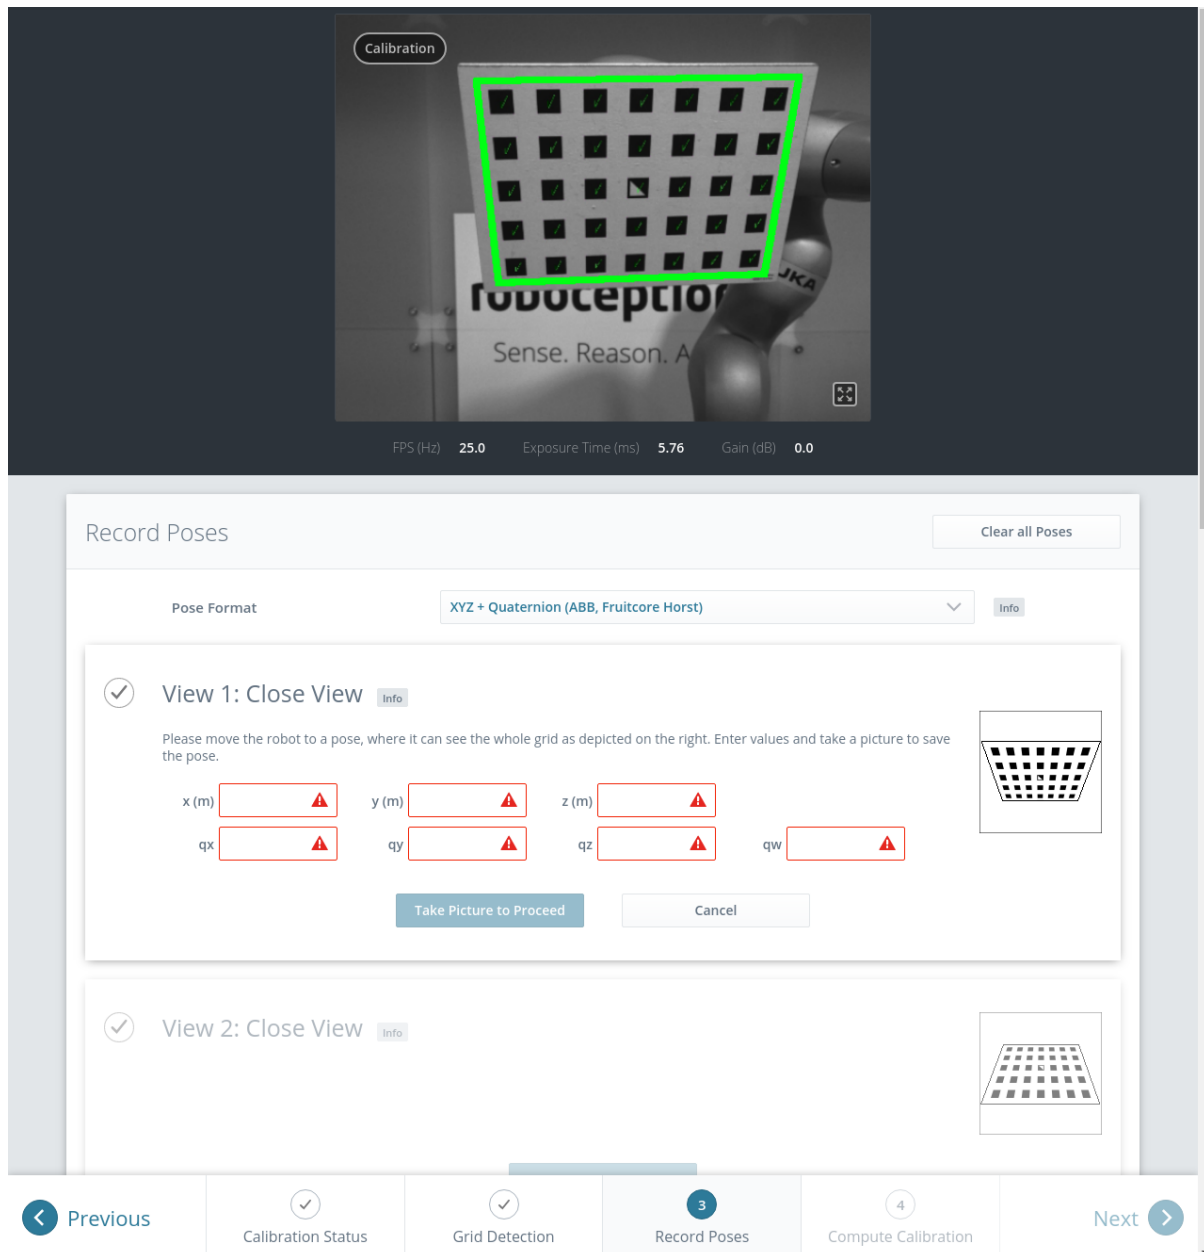 Calibration
roboception
Sense. Reason. A
FPS (Hz) 25.0 Exposure Time (ms) 5.76 Gain (dB) 0.0
Record Poses
Clear all Poses
Pose Format
XYZ + Quaternion (ABB, Fruitcore Horst)
Info
View 1: Close View Info
Please move the robot to a pose, where it can see the whole grid as depicted on the right. Enter values and take a picture to save
the pose.
x (m) y (m) z (m)
qx qy qz qw
Take Picture to Proceed Cancel
View 2: Close View Info
Previous
Calibration Status
Grid Detection
3
Record Poses
4
Compute Calibration
Next